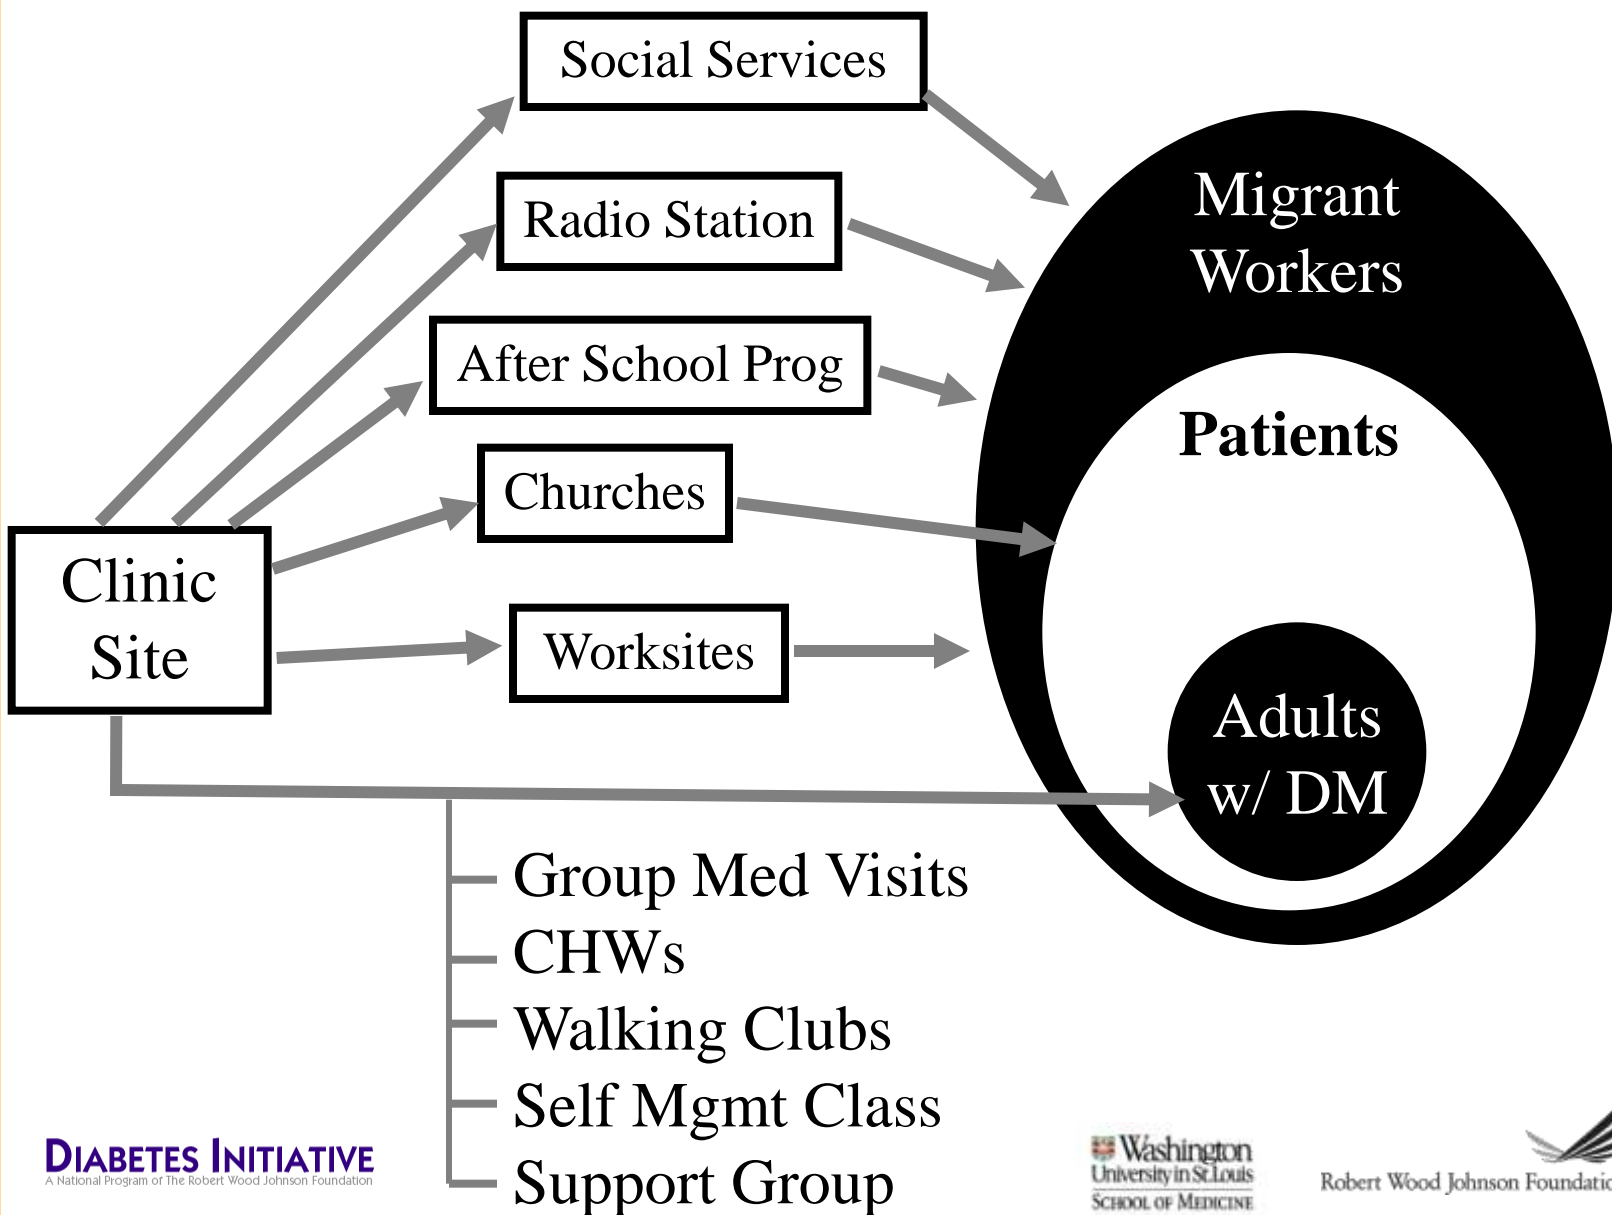 Social Services
Radio Station
After School Prog
Churches
Worksites
Clinic
Site
Migrant
Workers
Patients
Adults
w/ DM
Group Med Visits
CHWs
Walking Clubs
Self Mgmt Class
Support Group
DIABETES INITIATIVE
A National Program of The Robert Wood Johnson Foundation
Washington
University in St. Louis
SCHOOL OF MEDICINE
Robert Wood Johnson Foundatio